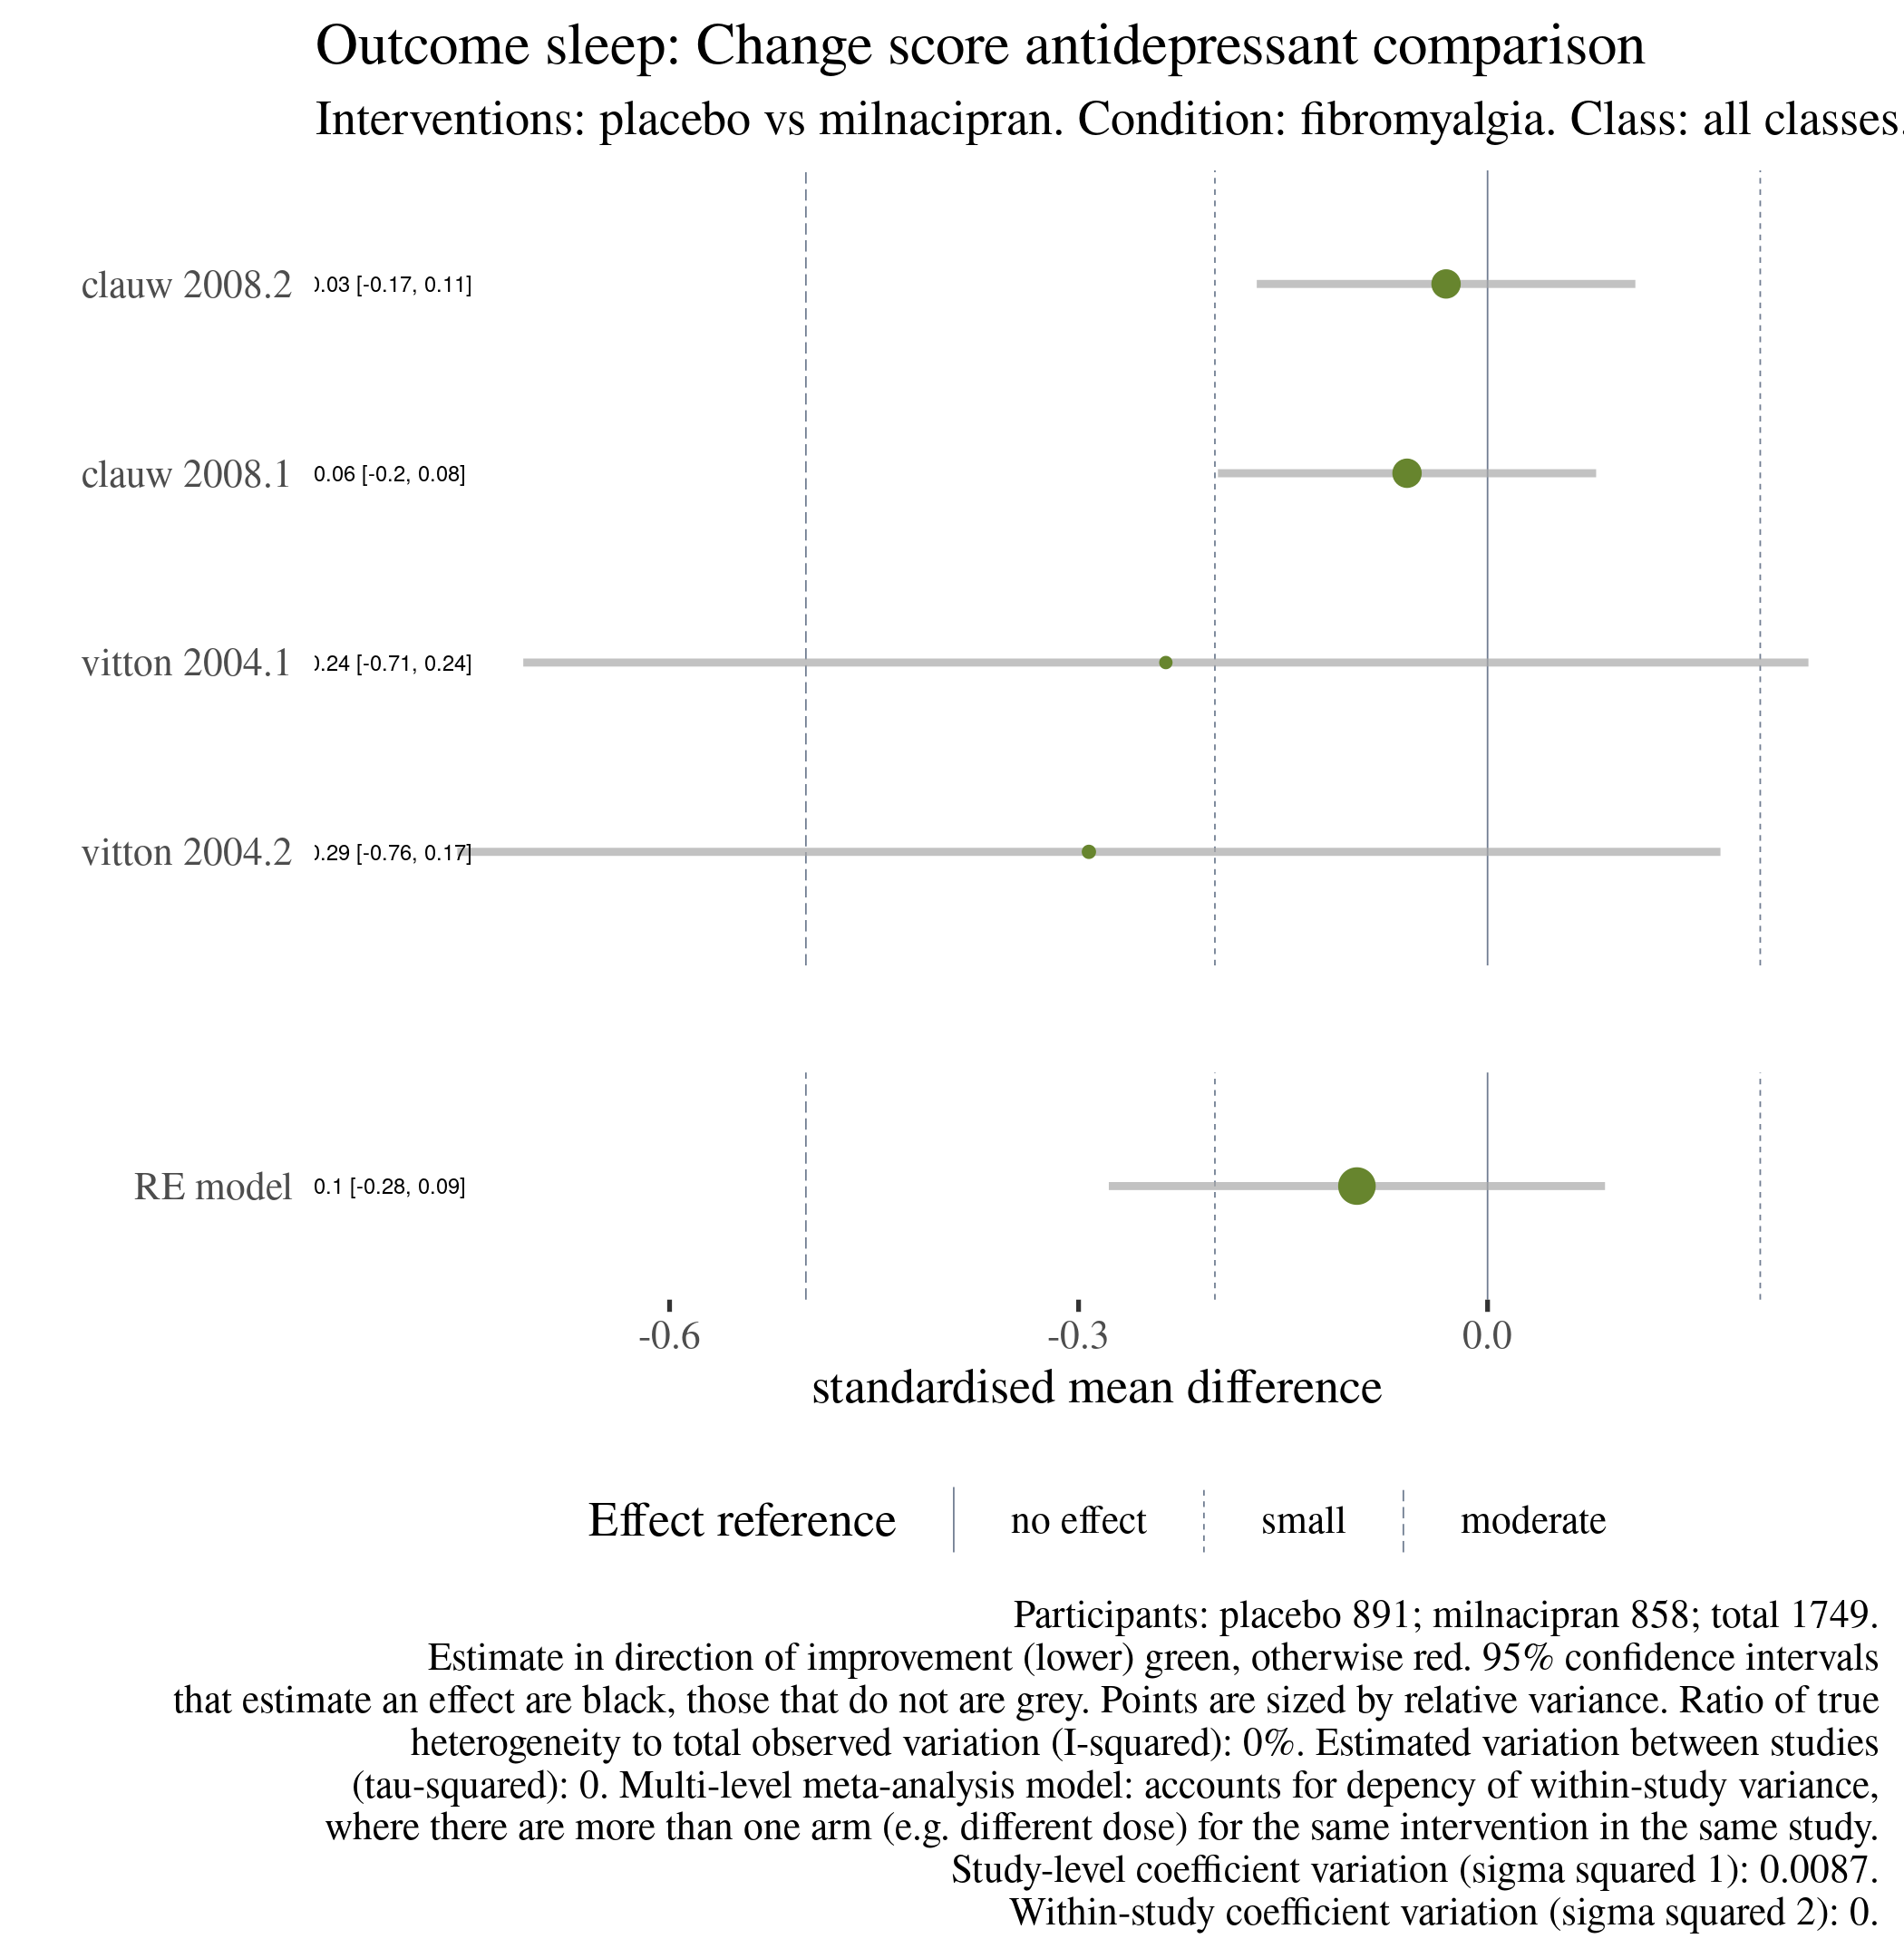 Outcome sleep: Change score antidepressant comparison
Interventions: placebo vs milnacipran. Condition: fibromyalgia. Class: all classes.
clauw 2008.2 0.03 [-0.17, 0.11]
clauw 2008.1 0.06 [-0.2, 0.08]
vitton 2004.1 0.24 [-0.71, 0.24]
vitton 2004.2 0.29 [-0.76, 0.17]
RE model 0.1 [-0.28, 0.09]
-0.6 -0.3 0.0
standardised mean difference
Effect reference no effect small moderate
Participants: placebo 891; milnacipran 858; total 1749.
Estimate in direction of improvement (lower) green, otherwise red. 95% confidence intervals
that estimate an effect are black, those that do not are grey. Points are sized by relative variance. Ratio of true
heterogeneity to total observed variation (I-squared): 0%. Estimated variation between studies
(tau-squared): 0. Multi-level meta-analysis model: accounts for depency of within-study variance,
where there are more than one arm (e.g. different dose) for the same intervention in the same study.
Study-level coefficient variation (sigma squared 1): 0.0087.
Within-study coefficient variation (sigma squared 2): 0.